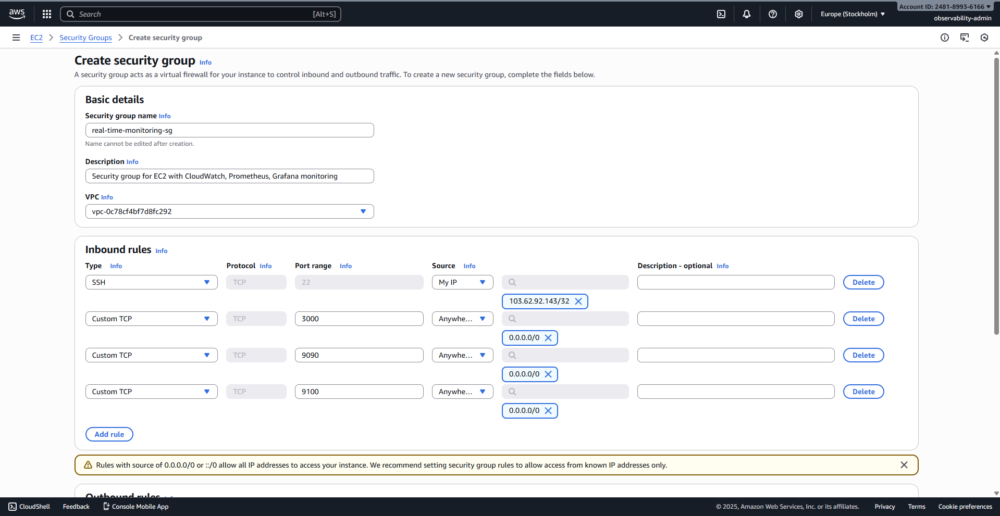 aws Search [Alt+S] Europe (Stockholm) Account ID: 2481-8993-6166
observability-admin
EC2 Security Groups Create security group
Create security group Info
A security group acts as a virtual firewall for your instance to control inbound and outbound traffic. To create a new security group, complete the fields below.
Basic details
Security group name Info
real-time-monitoring-sg
Name cannot be edited after creation.
Description Info
Security group for EC2 with CloudWatch, Prometheus, Grafana monitoring
VPC Info
vpc-0c78cf4bf7d8fc292
Inbound rules Info
Type Info Protocol Info Port range Info Source Info Description - optional Info
SSH TCP 22 My IP Delete
103.62.92.143/32
Custom TCP TCP 3000 Anywhe... Delete
0.0.0.0/0
Custom TCP TCP 9090 Anywhe... Delete
0.0.0.0/0
Custom TCP TCP 9100 Anywhe... Delete
0.0.0.0/0
Add rule
Rules with source of 0.0.0.0/0 or ::/0 allow all IP addresses to access your instance. We recommend setting security group rules to allow access from known IP addresses only.
Outbound rules Info
CloudShell Feedback Console Mobile App © 2025, Amazon Web Services, Inc. or its affiliates. Privacy Terms Cookie preferences